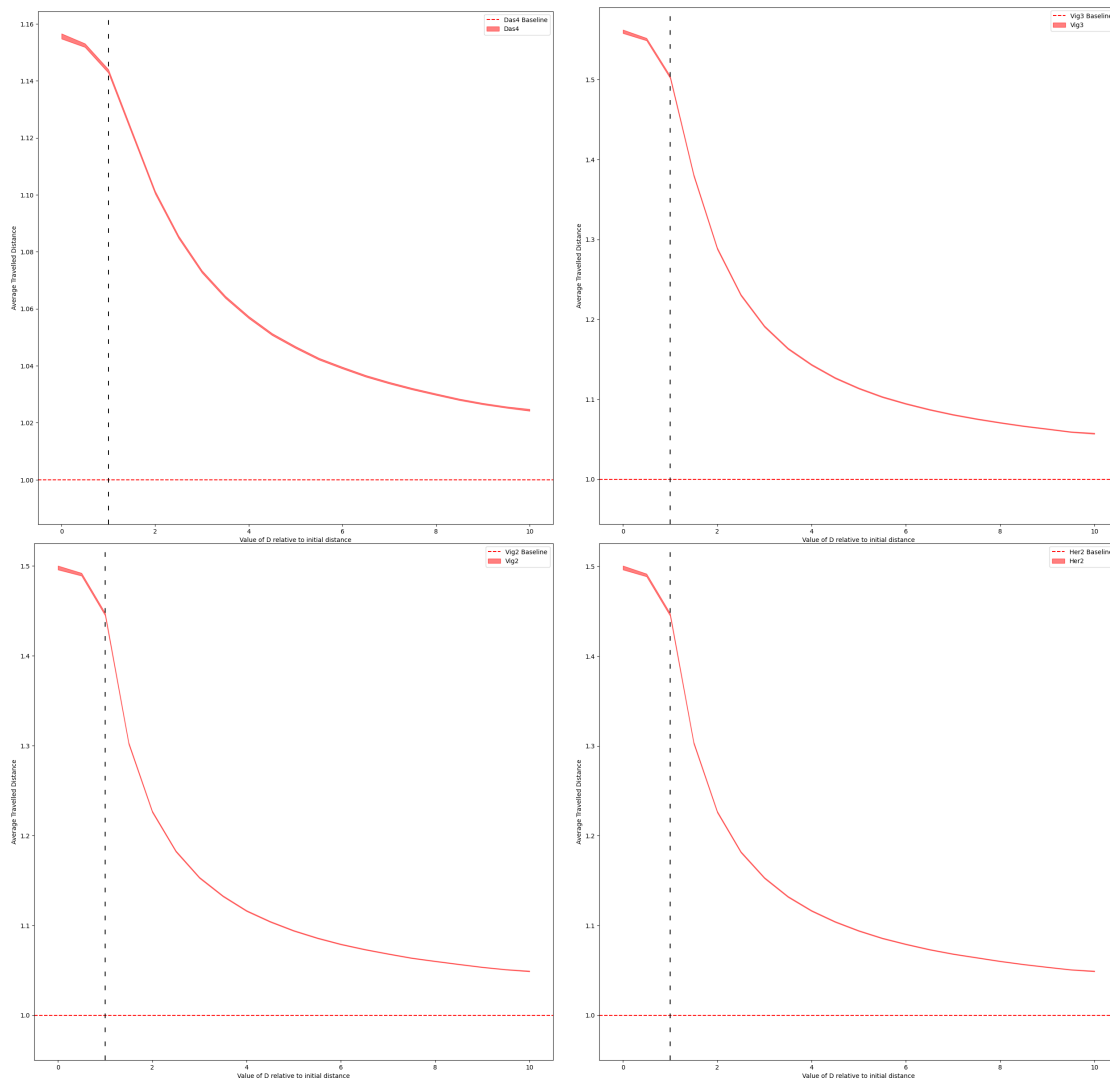 Das4 Baseline
Das4
1.16
1.14
1.12
1.10
1.08
1.06
1.04
1.02
1.00
Average Travelled Distance
0 2 4 6 8 10
Value of D relative to initial distance
Vig3 Baseline
Vig3
1.5
1.4
1.3
1.2
1.1
1.0
Average Travelled Distance
0 2 4 6 8 10
Value of D relative to initial distance
Vig2 Baseline
Vig2
1.5
1.4
1.3
1.2
1.1
1.0
Average Travelled Distance
0 2 4 6 8 10
Value of D relative to initial distance
Her2 Baseline
Her2
1.5
1.4
1.3
1.2
1.1
1.0
Average Travelled Distance
0 2 4 6 8 10
Value of D relative to initial distance